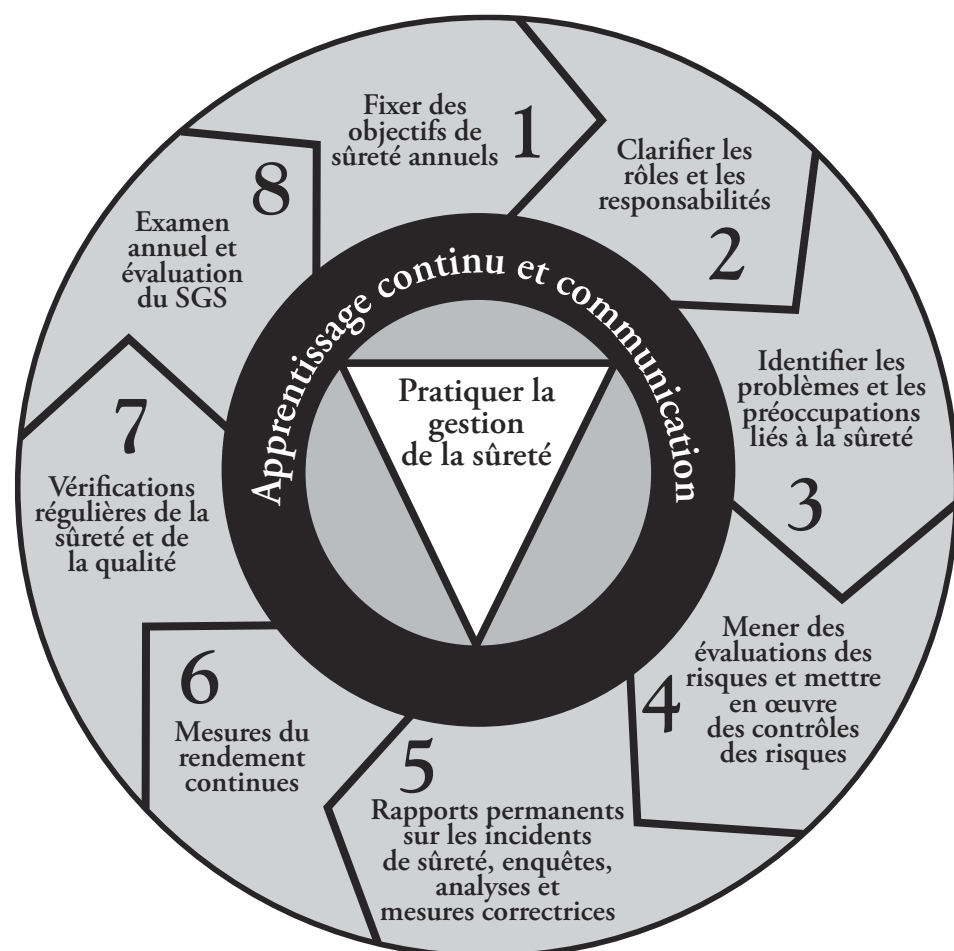 1
Fixer des
objectifs de
sûreté annuels
Clarifier les
rôles et les
responsabilités
2
Identifier les
problèmes et les
préoccupations
liés à la sûreté
3
Mener des
évaluations des
risques et mettre
en œuvre
des contrôles
des risques
4
5
Rapports permanents
sur les incidents
de sûreté, enquêtes,
analyses et
mesures correctrices
6
Mesures du
rendement
continues
7
Vérifications
régulières de la
sûreté et de
la qualité
8
Examen
annuel et
évaluation
du SGS
Apprentissage continu et communication
Pratiquer la
gestion
de la sûreté